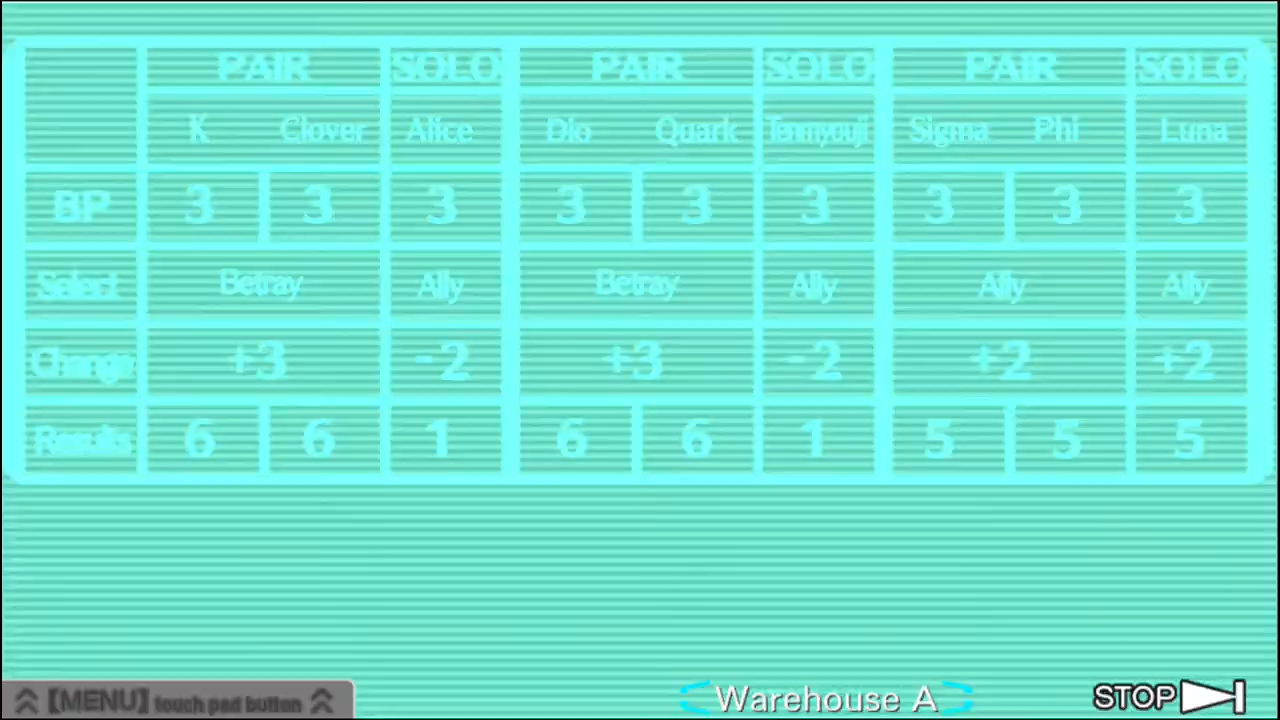 PAIR SOLO PAIR SOLO PAIR SOLO
K Clover Alice Dio Quark Tenmyouji Sigma Phi Luna
BP 3 3 3 3 3 3 3 3 3
Select Betray Ally Betray Ally Ally Ally
Change +3 -2 +3 -2 +2 +2
Results 6 6 1 6 6 1 5 5 5
【MENU】touch pad button
Warehouse A
STOP